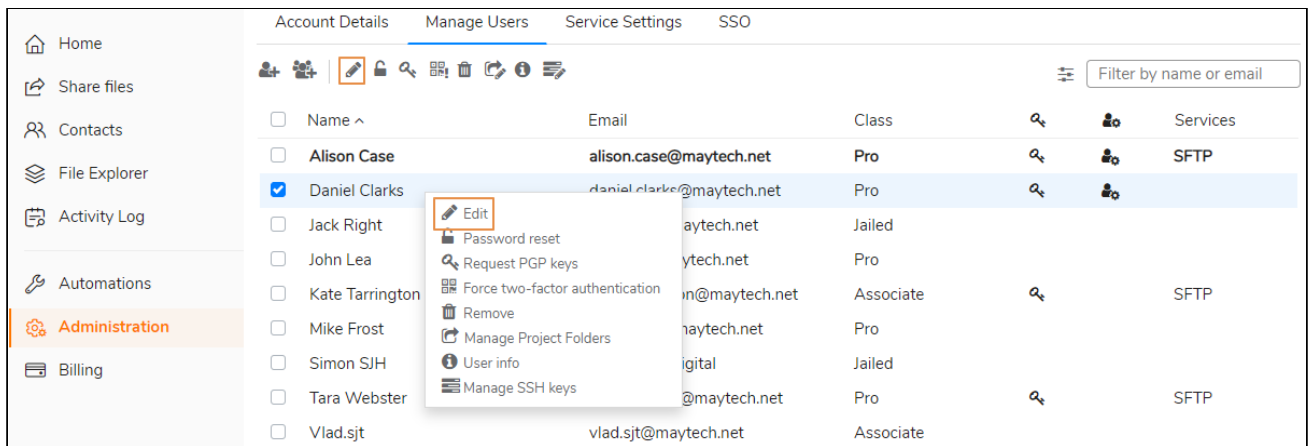 Account Details Manage Users Service Settings SSO
Home
Share files
Contacts
File Explorer
Activity Log
Automations
Administration
Billing
Filter by name or email
Name Email Class Services
Alison Case alison.case@maytech.net Pro SFTP
Daniel Clarks daniel.clarks@maytech.net Pro
Jack Right aytech.net Jailed
John Lea ytech.net Pro
Kate Tarrington on@maytech.net Associate SFTP
Mike Frost naytech.net Pro
Simon SJH igital Jailed
Tara Webster @maytech.net Pro SFTP
Vlad.sjt vlad.sjt@maytech.net Associate
Edit
Password reset
Request PGP keys
Force two-factor authentication
Remove
Manage Project Folders
User info
Manage SSH keys